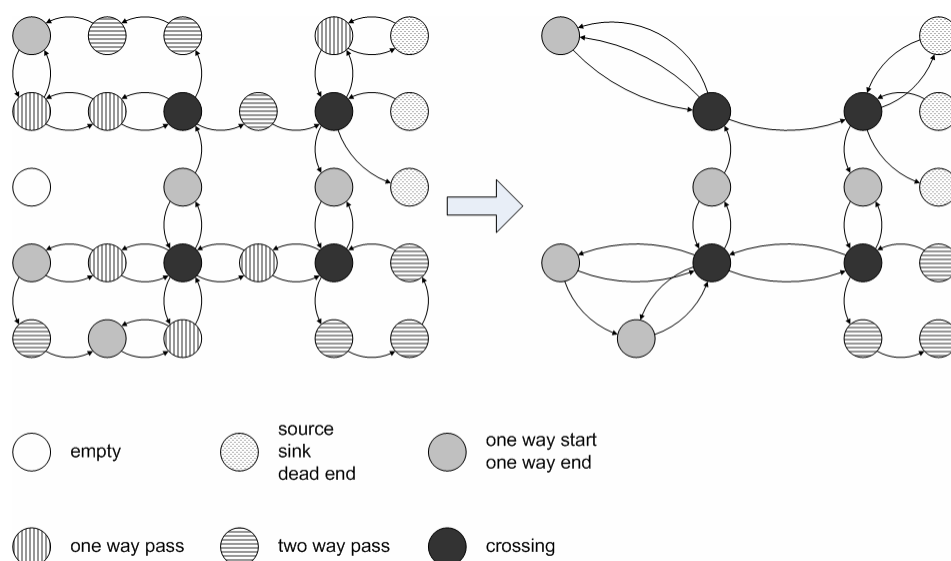 empty
source
sink
dead end
one way start
one way end
one way pass
two way pass
crossing